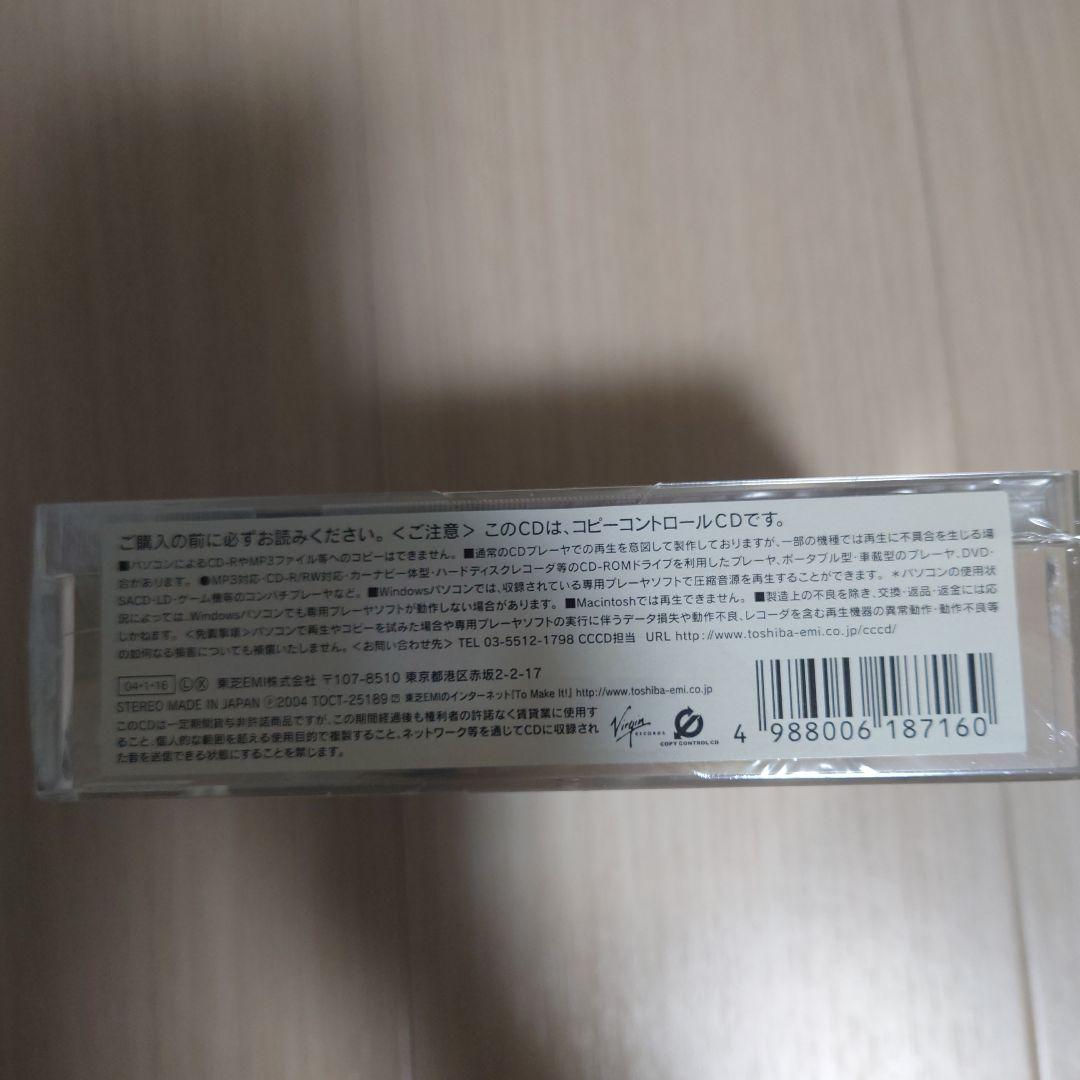 ご購入の前に必ずお読みください。<ご注意> このCDは、コピーコントロールCDです。
■パソコンによるCD-RやMP3ファイル等へのコピーはできません。■通常のCDプレーヤでの再生を意図して製作しておりますが、一部の機種では再生に不具合を生じる場
合があります。●MP3対応・CD-R/RW対応・カーナビ一体型・ハードディスクレコーダ等のCD-ROMドライブを利用したプレーヤ、ポータブル型・車載型のプレーヤ、DVD・
SACD・LD・ゲーム機等のコンパチプレーヤなど。■Windowsパソコンでは、収録されている専用プレーヤソフトで圧縮音源を再生することができます。＊パソコンの使用状
況によっては、Windowsパソコンでも専用プレーヤソフトが動作しない場合があります。■Macintoshでは再生できません。■製造上の不良を除き、交換・返品・返金には応
じかねます。<免責事項>パソコンで再生やコピーを試みた場合や専用プレーヤソフトの実行に伴うデータ損失や動作不良、レコーダを含む再生機器の異常動作・動作不良等
の如何なる損害についても補償いたしません。<お問い合わせ先> TEL 03-5512-1798 CCCD担当 URL http://www.toshiba-emi.co.jp/cccd/
04・1・16 Ⓛ Ⓧ 東芝EMI株式会社 〒107-8510 東京都港区赤坂2-2-17
STEREO MADE IN JAPAN Ⓟ2004 TOCT-25189 東芝EMIのインターネット『To Make It!』http://www.toshiba-emi.co.jp
このCDは一定期間貸与非許諾商品ですが、この期間経過後も権利者の許諾なく賃貸業に使用す
ること、個人的な範囲を超える使用目的で複製すること、ネットワーク等を通じてCDに収録され
た音を送信できる状態にすることを禁じます。
Virgin
RECORDS
COPY CONTROL CD
4 988006 187160